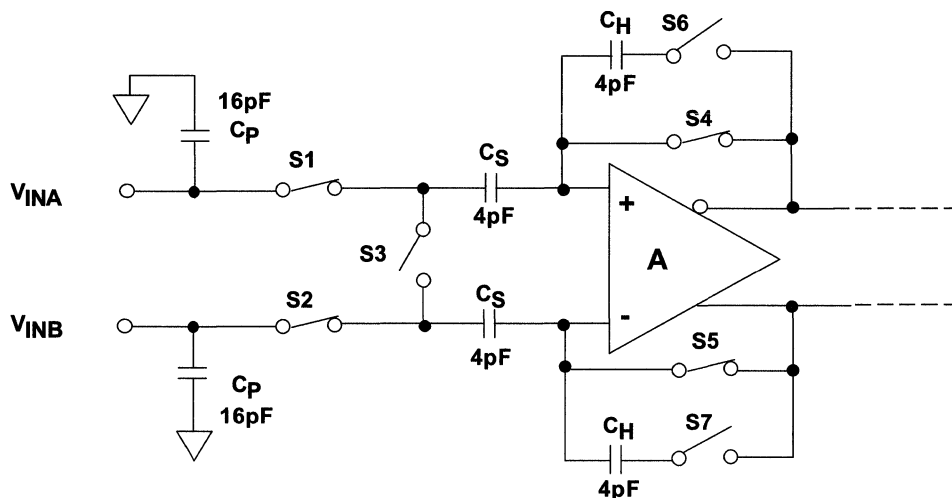 CH
S6
4pF
16pF
CP
S4
S1
CS
VINA
4pF
+
S3
A
S2
CS
VINB
-
4pF
S5
CP
16pF
CH
S7
4pF